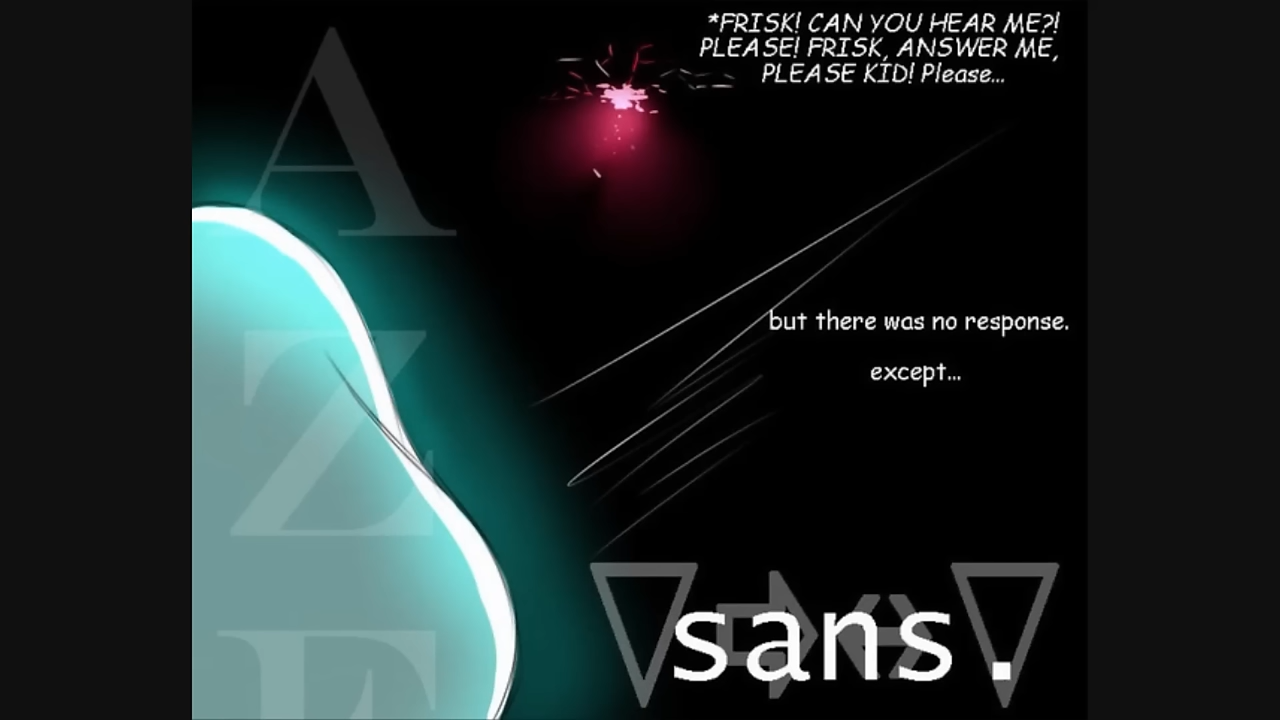 *FRISK! CAN YOU HEAR ME?!
PLEASE! FRISK, ANSWER ME,
PLEASE KID! Please...
but there was no response.
except...
sans.
A
Z